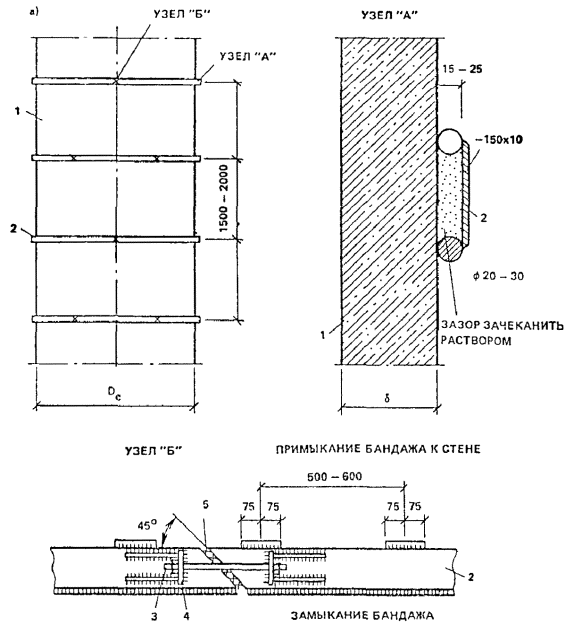 а)
УЗЕЛ "Б"
УЗЕЛ "А"
1
2
1500 – 2000
Dc
УЗЕЛ "А"
15 – 25
–150х10
2
ϕ 20 – 30
1
ЗАЗОР ЗАЧЕКАНИТЬ
РАСТВОРОМ
δ
УЗЕЛ "Б"
ПРИМЫКАНИЕ БАНДАЖА К СТЕНЕ
500 – 600
75
75
75
75
45°
5
2
3
4
ЗАМЫКАНИЕ БАНДАЖА